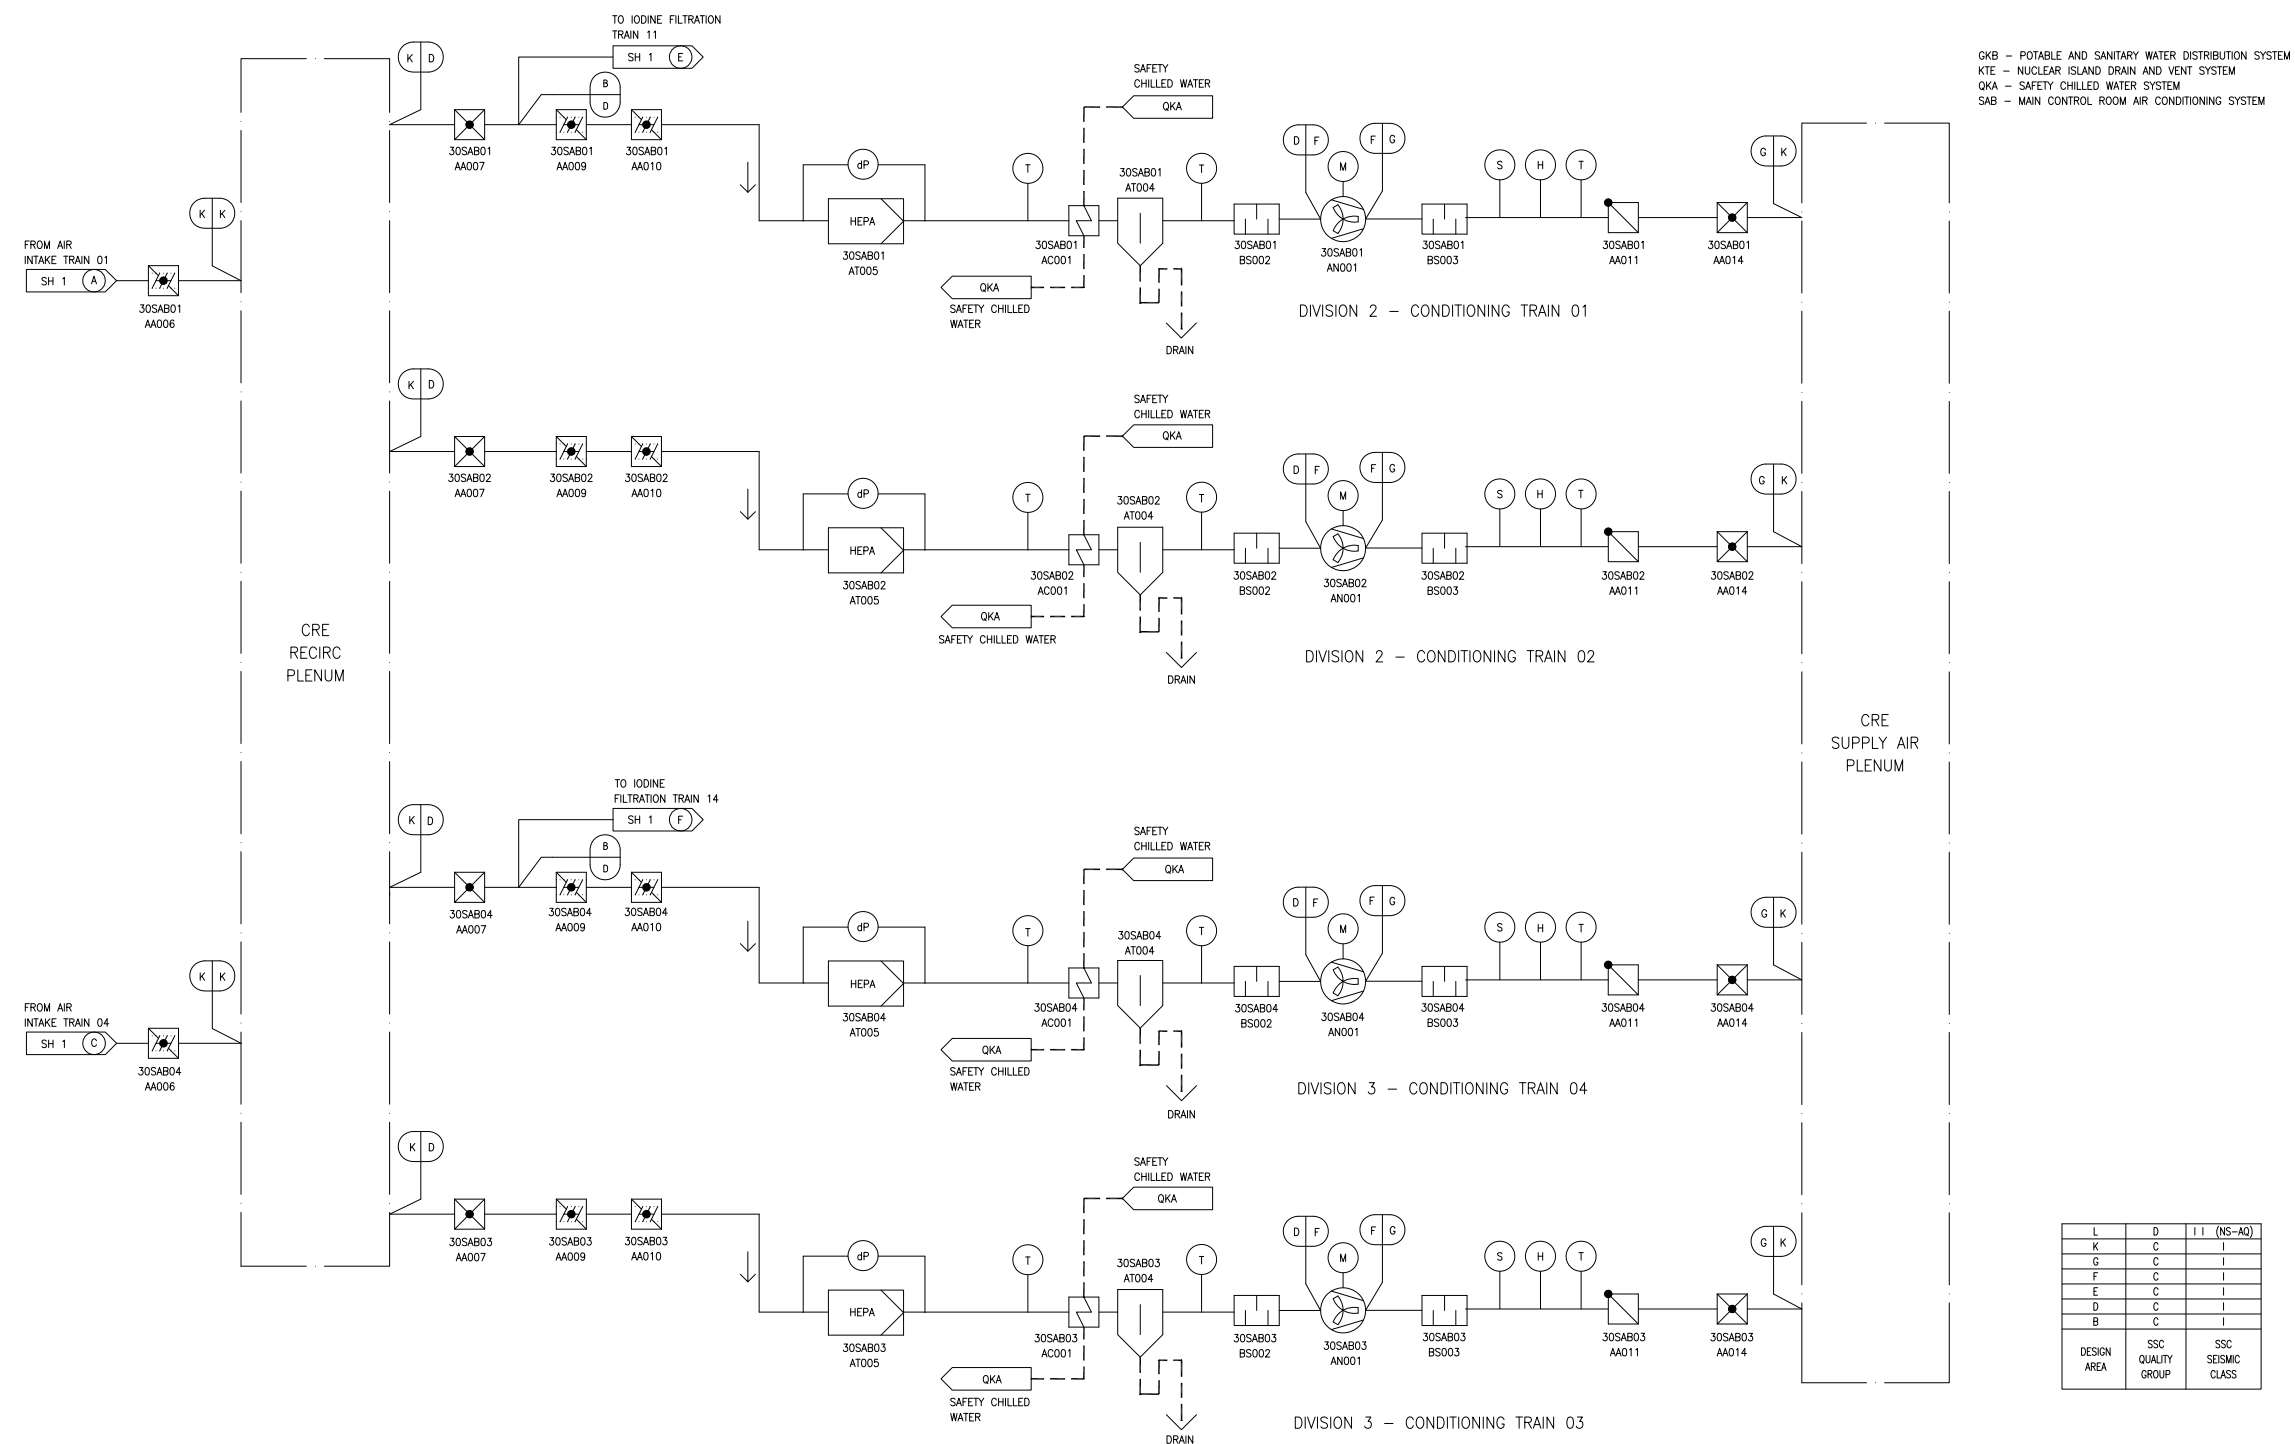 GKB – POTABLE AND SANITARY WATER DISTRIBUTION SYSTEM
KTE – NUCLEAR ISLAND DRAIN AND VENT SYSTEM
QKA – SAFETY CHILLED WATER SYSTEM
SAB – MAIN CONTROL ROOM AIR CONDITIONING SYSTEM
FROM AIR
INTAKE TRAIN 01
SH 1 A
30SAB01
AA006
K K
FROM AIR
INTAKE TRAIN 04
SH 1 C
30SAB04
AA006
K K
CRE
RECIRC
PLENUM
K D
30SAB01
AA007
TO IODINE FILTRATION
TRAIN 11
SH 1 E
B
D
30SAB01
AA009
30SAB01
AA010
dP
HEPA
30SAB01
AT005
T
SAFETY
CHILLED WATER
QKA
30SAB01
AC001
QKA
SAFETY CHILLED
WATER
30SAB01
AT004
DRAIN
T
30SAB01
BS002
D F
M
F G
30SAB01
AN001
30SAB01
BS003
S
H
T
30SAB01
AA011
30SAB01
AA014
G K
DIVISION 2 – CONDITIONING TRAIN 01
K D
30SAB02
AA007
30SAB02
AA009
30SAB02
AA010
dP
HEPA
30SAB02
AT005
T
SAFETY
CHILLED WATER
QKA
30SAB02
AC001
QKA
SAFETY CHILLED WATER
30SAB02
AT004
DRAIN
T
30SAB02
BS002
D F
M
F G
30SAB02
AN001
30SAB02
BS003
S
H
T
30SAB02
AA011
30SAB02
AA014
G K
DIVISION 2 – CONDITIONING TRAIN 02
K D
30SAB04
AA007
TO IODINE
FILTRATION TRAIN 14
SH 1 F
B
D
30SAB04
AA009
30SAB04
AA010
dP
HEPA
30SAB04
AT005
T
SAFETY
CHILLED WATER
QKA
30SAB04
AC001
QKA
SAFETY CHILLED
WATER
30SAB04
AT004
DRAIN
T
30SAB04
BS002
D F
M
F G
30SAB04
AN001
30SAB04
BS003
S
H
T
30SAB04
AA011
30SAB04
AA014
G K
DIVISION 3 – CONDITIONING TRAIN 04
K D
30SAB03
AA007
30SAB03
AA009
30SAB03
AA010
dP
HEPA
30SAB03
AT005
T
SAFETY
CHILLED WATER
QKA
30SAB03
AC001
QKA
SAFETY CHILLED
WATER
30SAB03
AT004
DRAIN
T
30SAB03
BS002
D F
M
F G
30SAB03
AN001
30SAB03
BS003
S
H
T
30SAB03
AA011
30SAB03
AA014
G K
DIVISION 3 – CONDITIONING TRAIN 03
CRE
SUPPLY AIR
PLENUM
L D II (NS-AQ)
K C I
G C I
F C I
E C I
D C I
B C I
DESIGN
AREA
SSC
QUALITY
GROUP
SSC
SEISMIC
CLASS